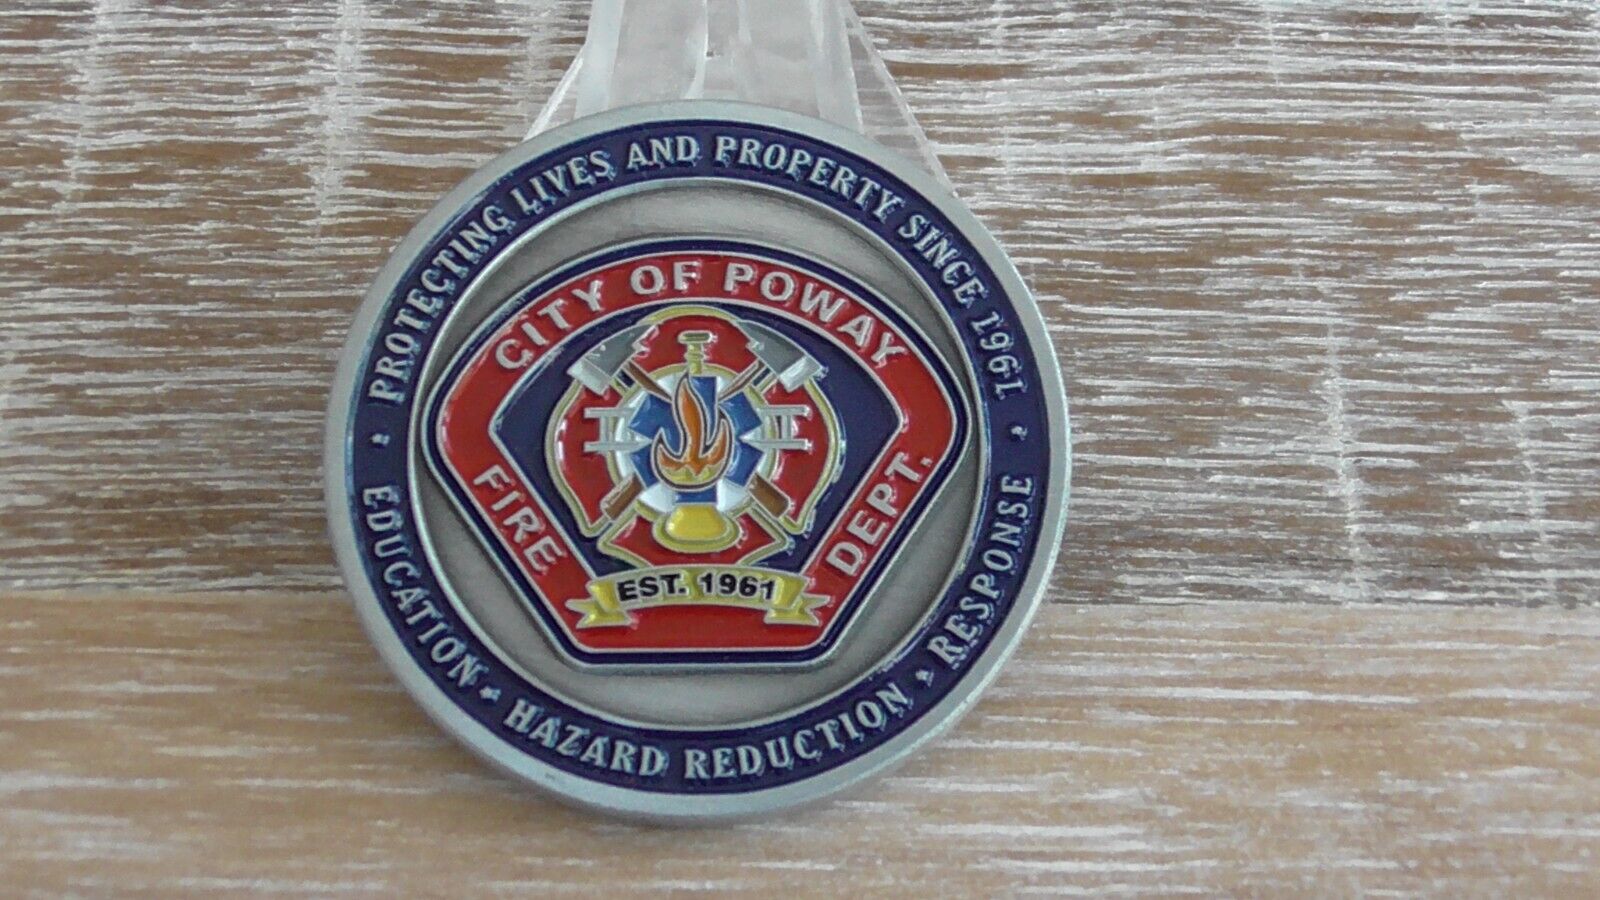 PROTECTING LIVES AND PROPERTY SINCE 1961
CITY OF POWAY
FIRE DEPT.
EST. 1961
EDUCATION • HAZARD REDUCTION • RESPONSE